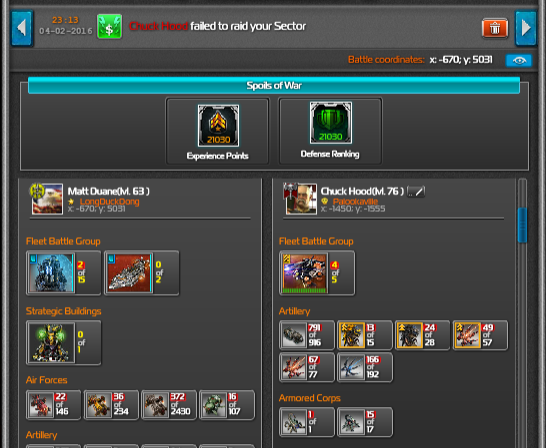 23:13
04-02-2016
$
Chuck Hood failed to raid your Sector
Battle coordinates: x: -670; y: 5031
Spoils of War
21030
21030
Experience Points
Defense Ranking
Matt Duane(lvl. 63 )
LongDuckDong
x: -670; y: 5031
Fleet Battle Group
2 of 15
0 of 2
Strategic Buildings
0 of 1
Air Forces
22 of 146
36 of 234
372 of 2430
16 of 107
Artillery
Chuck Hood(lvl. 76 )
Palookaville
x: -1450; y: -1555
Fleet Battle Group
4 of 5
Artillery
791 of 916
13 of 15
24 of 28
49 of 57
67 of 77
166 of 192
Armored Corps
1 of 1
15 of 17